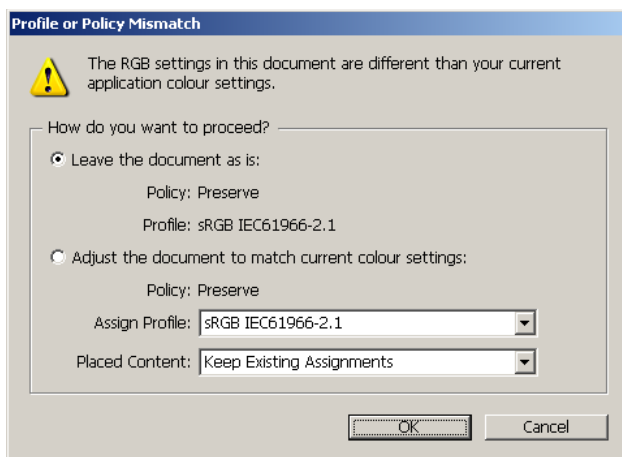 Profile or Policy Mismatch
The RGB settings in this document are different than your current
application colour settings.
How do you want to proceed?
Leave the document as is:
Policy: Preserve
Profile: sRGB IEC61966-2.1
Adjust the document to match current colour settings:
Policy: Preserve
Assign Profile: sRGB IEC61966-2.1
Placed Content: Keep Existing Assignments
OK Cancel